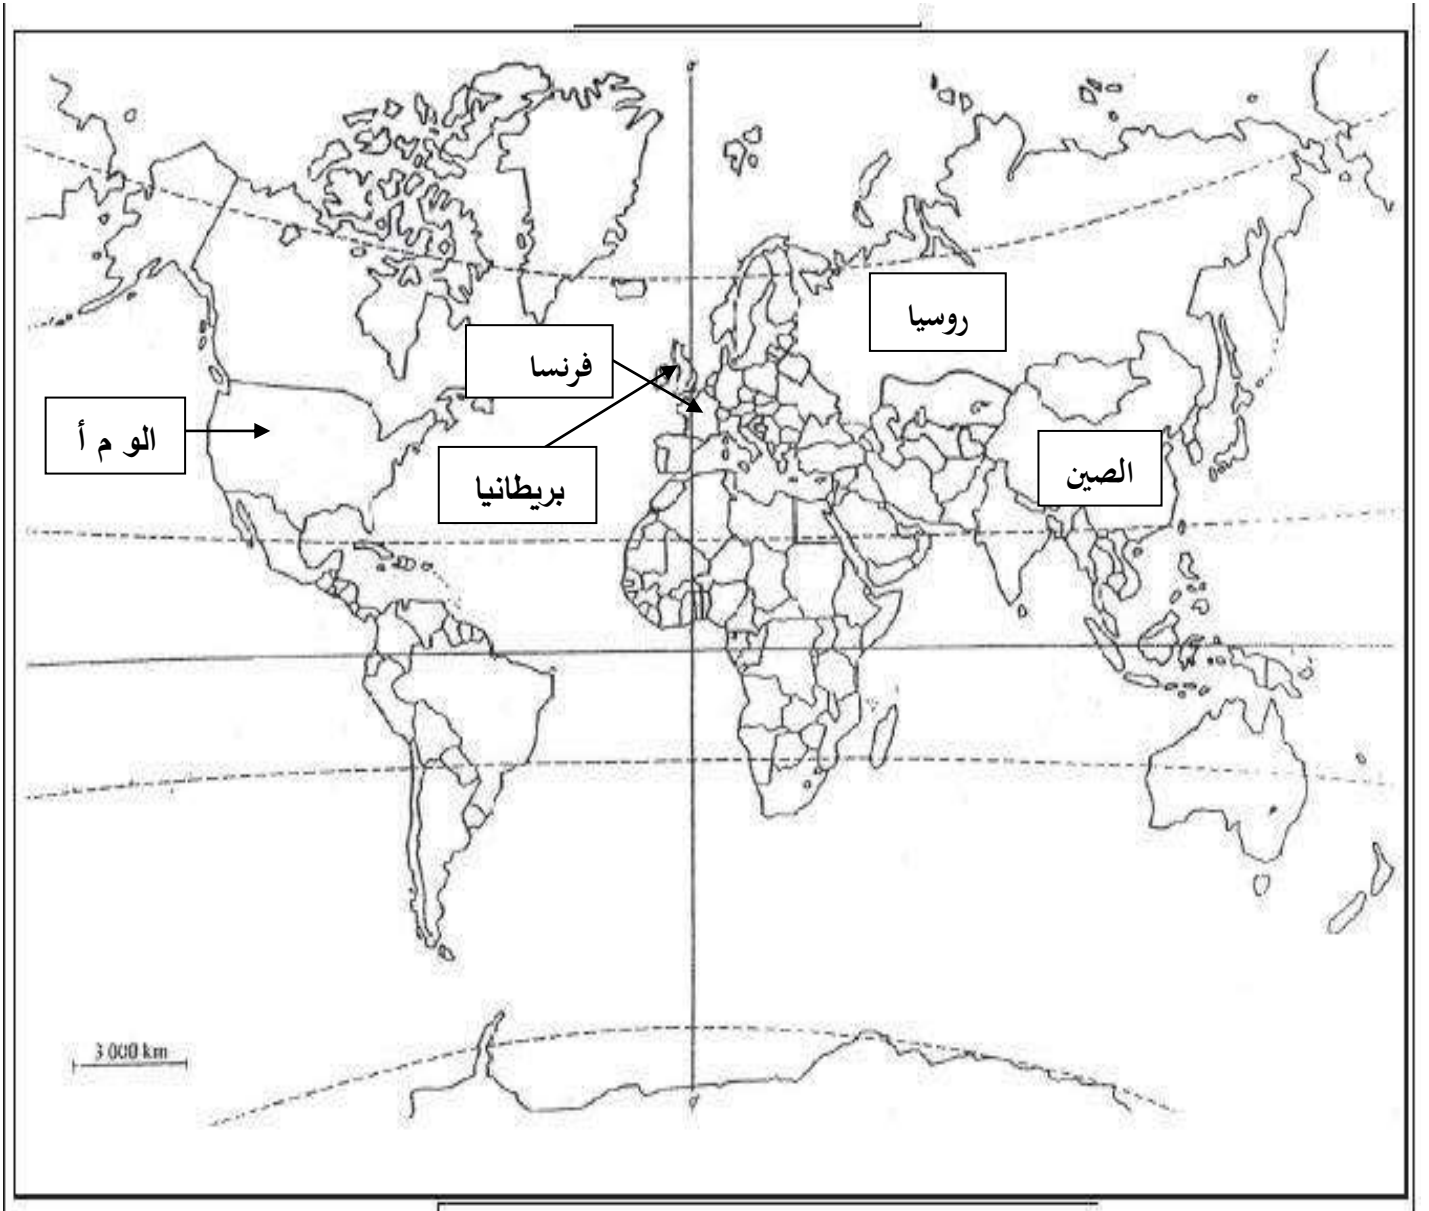 روسيا
فرنسا
الو م أ
بريطانيا
الصين
3 000 km